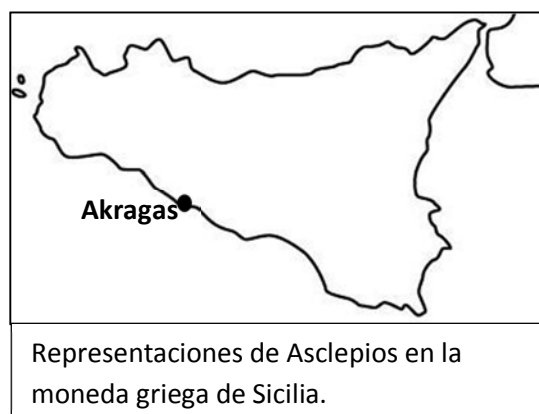 Akragas
Representaciones de Asclepios en la
moneda griega de Sicilia.